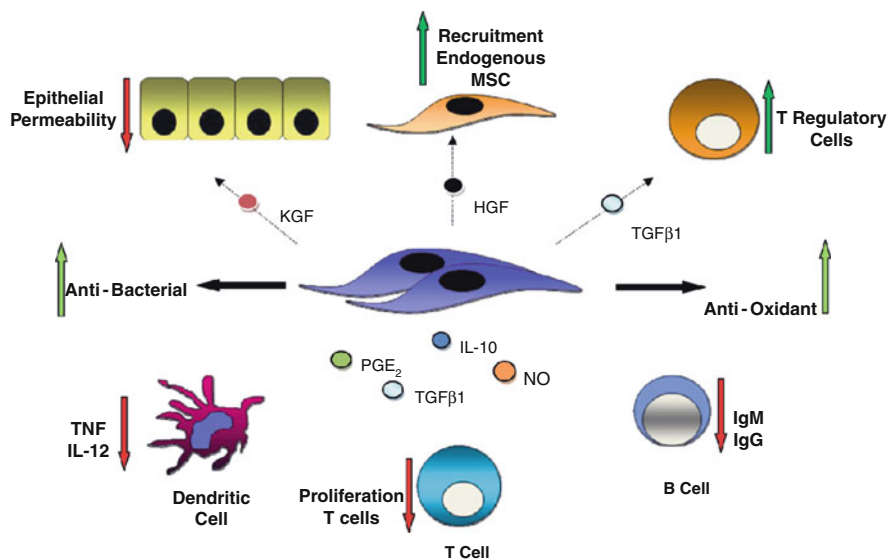 Recruitment
Endogenous
MSC
Epithelial
Permeability
T Regulatory
Cells
KGF
HGF
TGFβ1
Anti-Bacterial
Anti-Oxidant
IL-10
PGE₂
NO
TGFβ1
TNF
IL-12
IgM
IgG
Dendritic
Cell
Proliferation
T cells
B Cell
T Cell